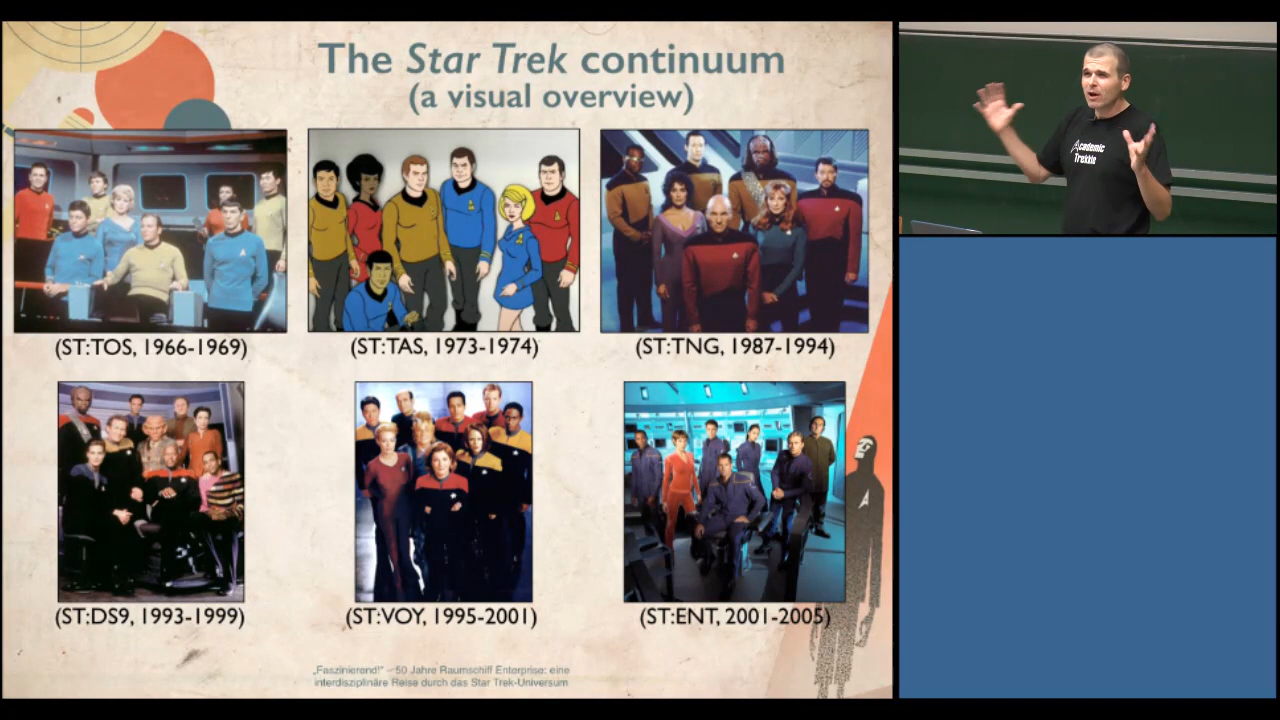 The Star Trek continuum
(a visual overview)
(ST:TOS, 1966-1969)
(ST:TAS, 1973-1974)
(ST:TNG, 1987-1994)
(ST:DS9, 1993-1999)
(ST:VOY, 1995-2001)
(ST:ENT, 2001-2005)
„Faszinierend!“ – 50 Jahre Raumschiff Enterprise: eine
interdisziplinäre Reise durch das Star Trek-Universum
Academic
Trekkie